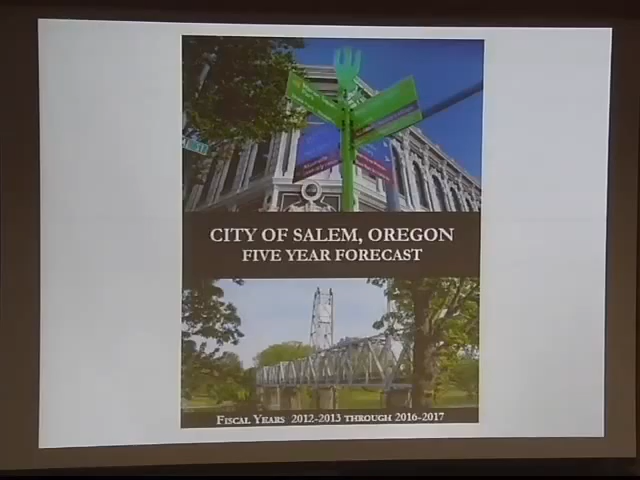 CITY OF SALEM, OREGON
FIVE YEAR FORECAST
FISCAL YEARS 2012-2013 THROUGH 2016-2017